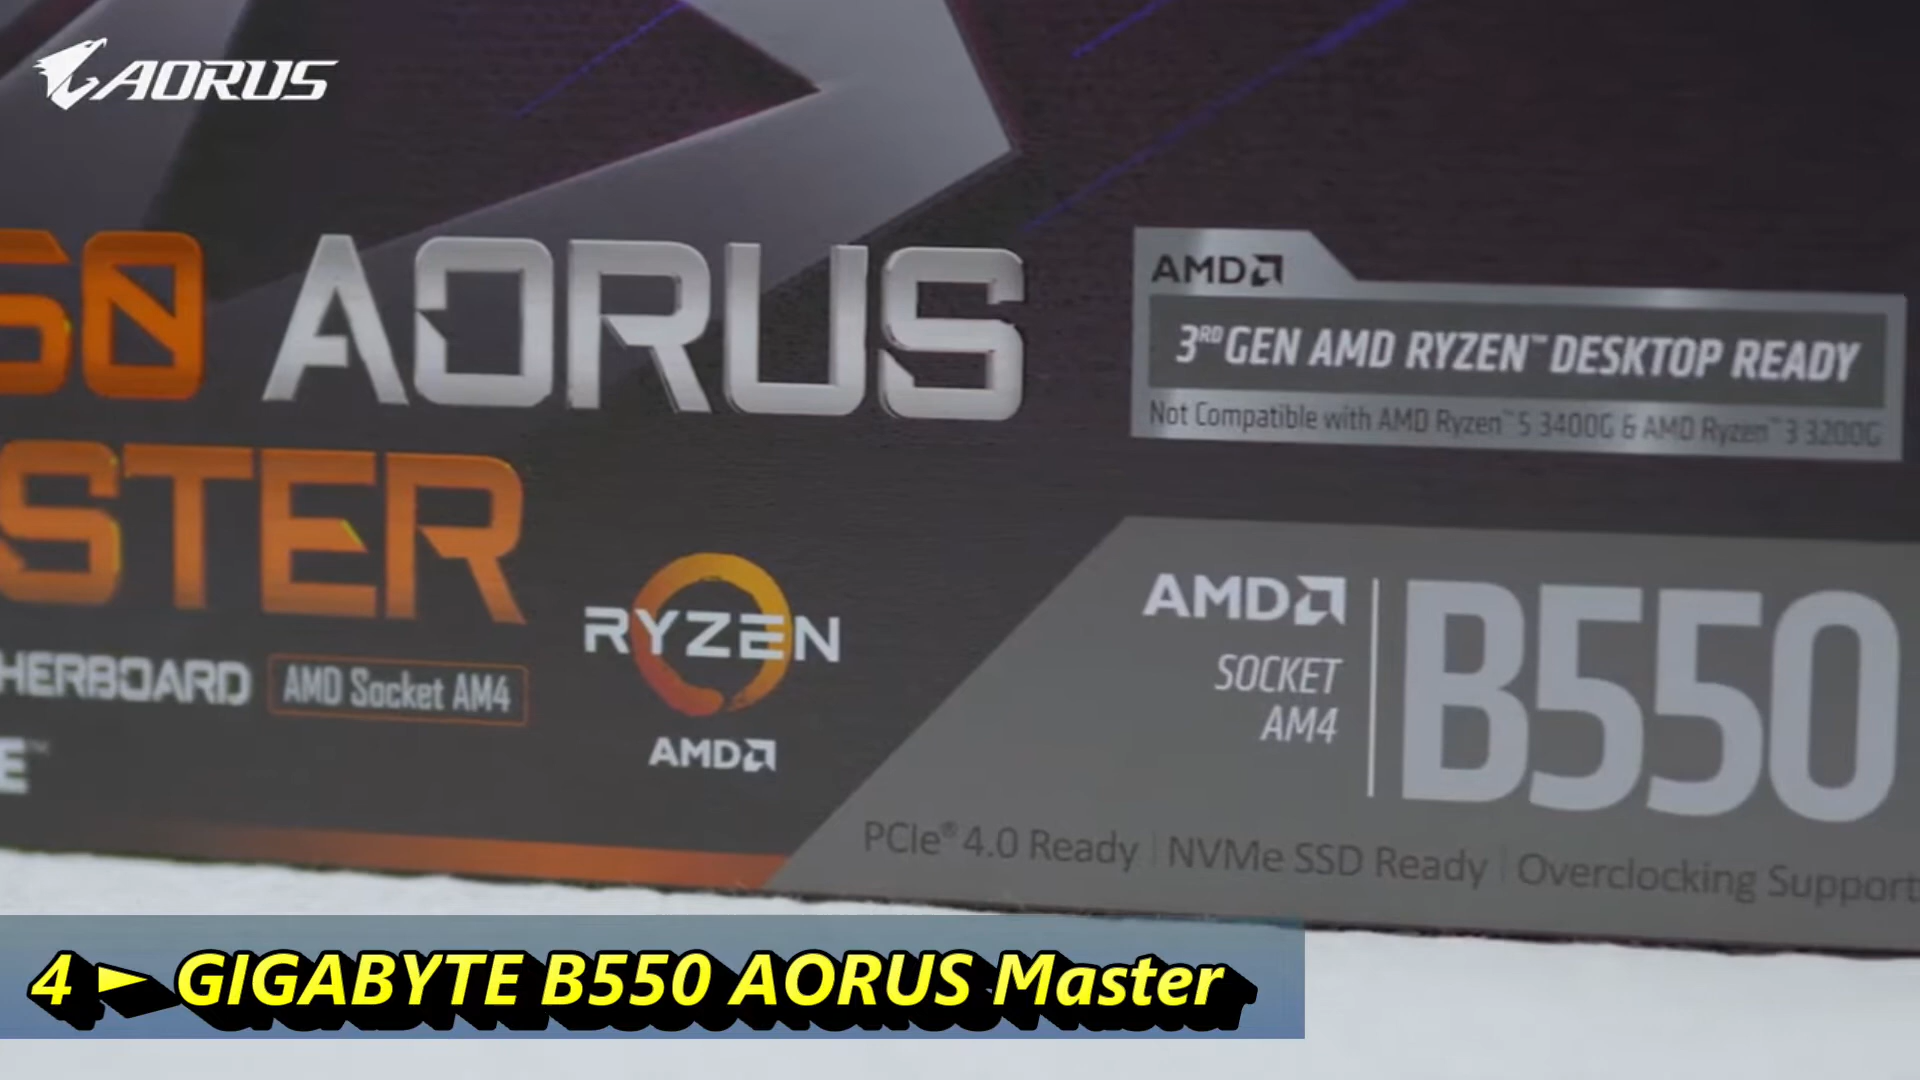 AORUS
50 AORUS
STER
HERBOARD AMD Socket AM4
E™
RYZEN
AMD
AMD
3RD GEN AMD RYZEN™ DESKTOP READY
Not Compatible with AMD Ryzen™ 5 3400G & AMD Ryzen™ 3 3200G
AMD
SOCKET
AM4
B550
PCIe® 4.0 Ready | NVMe SSD Ready | Overclocking Support
4 ► GIGABYTE B550 AORUS Master